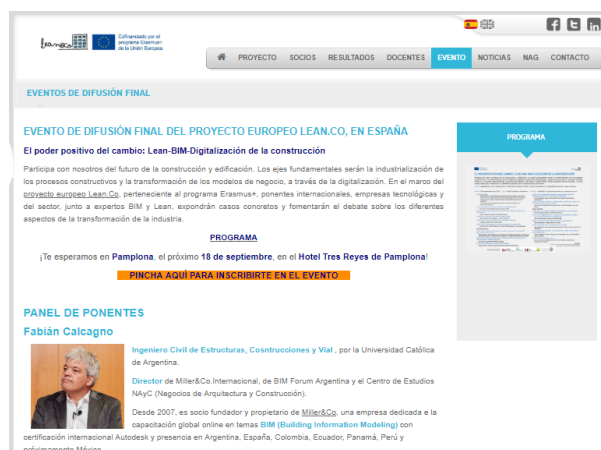 lean.co
Cofinanciado por el
programa Erasmus+
de la Unión Europea
PROYECTO SOCIOS RESULTADOS DOCENTES EVENTO NOTICIAS NAG CONTACTO
EVENTOS DE DIFUSIÓN FINAL
EVENTO DE DIFUSIÓN FINAL DEL PROYECTO EUROPEO LEAN.CO, EN ESPAÑA
El poder positivo del cambio: Lean-BIM-Digitalización de la construcción
Participa con nosotros del futuro de la construcción y edificación. Los ejes fundamentales serán la industrialización de
los procesos constructivos y la transformación de los modelos de negocio, a través de la digitalización. En el marco del
proyecto europeo Lean.Co, perteneciente al programa Erasmus+, ponentes internacionales, empresas tecnológicas y
del sector, junto a expertos BIM y Lean, expondrán casos concretos y fomentarán el debate sobre los diferentes
aspectos de la transformación de la industria.
PROGRAMA
¡Te esperamos en Pamplona, el próximo 18 de septiembre, en el Hotel Tres Reyes de Pamplona!
PINCHA AQUÍ PARA INSCRIBIRTE EN EL EVENTO
PROGRAMA
PANEL DE PONENTES
Fabián Calcagno
Ingeniero Civil de Estructuras, Cosntrucciones y Vial , por la Universidad Católica
de Argentina.
Director de Miller&Co.Internacional, de BIM Forum Argentina y el Centro de Estudios
NAyC (Negocios de Arquitectura y Construcción).
Desde 2007, es socio fundador y propietario de Miller&Co, una empresa dedicada a la
capacitación global online en temas BIM (Building Information Modeling) con
certificación internacional Autodesk y presencia en Argentina, España, Colombia, Ecuador, Panamá, Perú y
próximamente México.